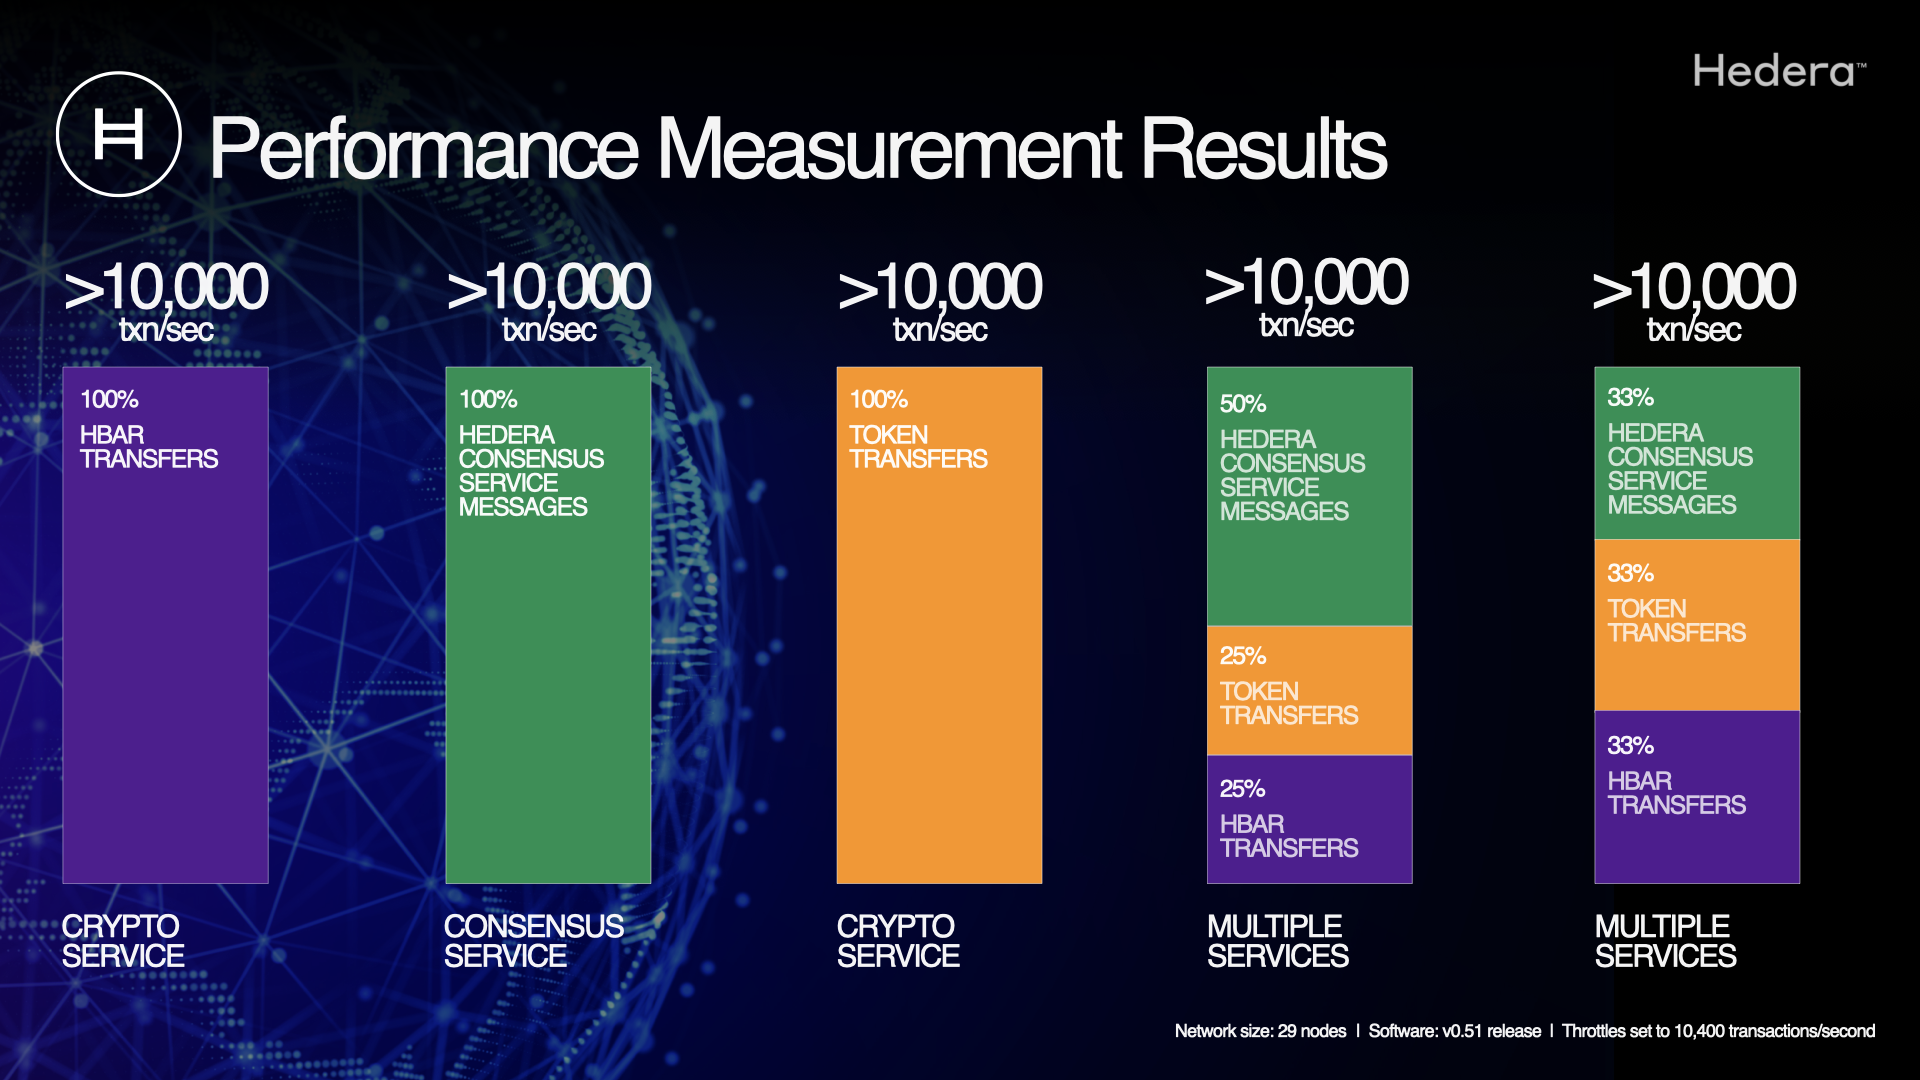 Hedera™
H
Performance Measurement Results
>10,000
txn/sec
100%
HBAR
TRANSFERS
CRYPTO
SERVICE
>10,000
txn/sec
100%
HEDERA
CONSENSUS
SERVICE
MESSAGES
CONSENSUS
SERVICE
>10,000
txn/sec
100%
TOKEN
TRANSFERS
CRYPTO
SERVICE
>10,000
txn/sec
50%
HEDERA
CONSENSUS
SERVICE
MESSAGES
25%
TOKEN
TRANSFERS
25%
HBAR
TRANSFERS
MULTIPLE
SERVICES
>10,000
txn/sec
33%
HEDERA
CONSENSUS
SERVICE
MESSAGES
33%
TOKEN
TRANSFERS
33%
HBAR
TRANSFERS
MULTIPLE
SERVICES
Network size: 29 nodes | Software: v0.51 release | Throttles set to 10,400 transactions/second